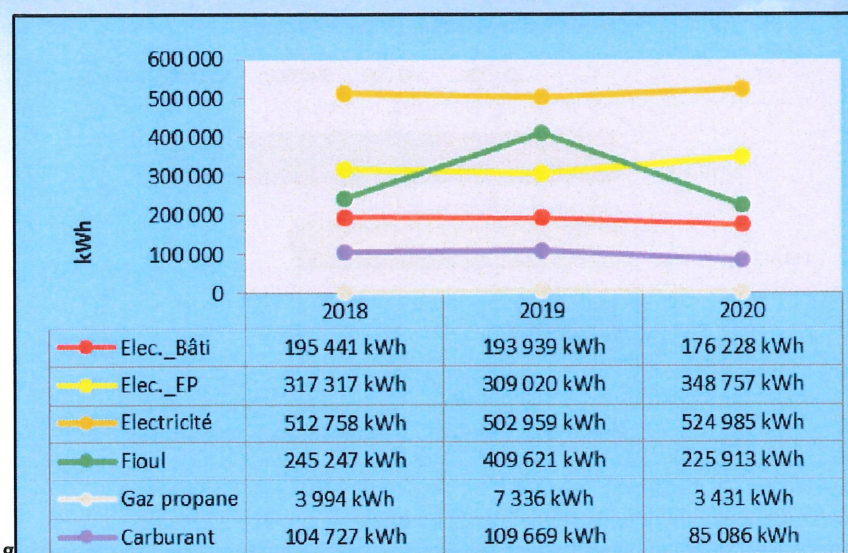 600 000
500 000
400 000
300 000
200 000
100 000
0
kWh
2018 2019 2020
Elec._Bâti 195 441 kWh 193 939 kWh 176 228 kWh
Elec._EP 317 317 kWh 309 020 kWh 348 757 kWh
Electricité 512 758 kWh 502 959 kWh 524 985 kWh
Fioul 245 247 kWh 409 621 kWh 225 913 kWh
Gaz propane 3 994 kWh 7 336 kWh 3 431 kWh
Carburant 104 727 kWh 109 669 kWh 85 086 kWh